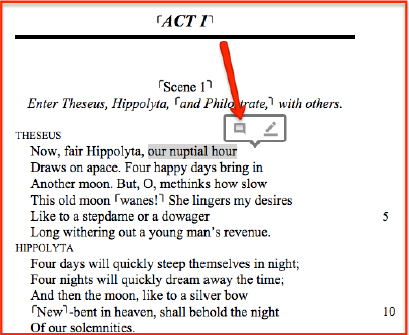 ⌜ACT 1⌝
⌜Scene 1⌝
Enter Theseus, Hippolyta, ⌜and Philostrate,⌝ with others.
THESEUS
Now, fair Hippolyta, our nuptial hour
Draws on apace. Four happy days bring in
Another moon. But, O, methinks how slow
This old moon ⌜wanes!⌝ She lingers my desires
Like to a stepdame or a dowager 5
Long withering out a young man’s revenue.
HIPPOLYTA
Four days will quickly steep themselves in night;
Four nights will quickly dream away the time;
And then the moon, like to a silver bow
⌜New⌝-bent in heaven, shall behold the night 10
Of our solemnities.